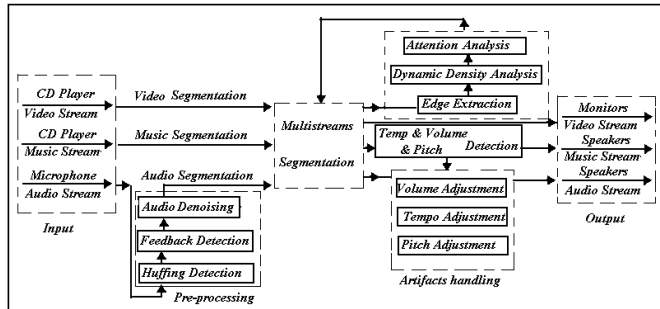 Attention Analysis
Dynamic Density Analysis
Edge Extraction
CD Player
Video Stream
Video Segmentation
CD Player
Music Stream
Music Segmentation
Microphone
Audio Stream
Audio Segmentation
Input
Audio Denoising
Feedback Detection
Huffing Detection
Pre-processing
Multistreams
Segmentation
Temp & Volume
& Pitch Detection
Volume Adjustment
Tempo Adjustment
Pitch Adjustment
Artifacts handling
Monitors
Video Stream
Speakers
Music Stream
Speakers
Audio Stream
Output